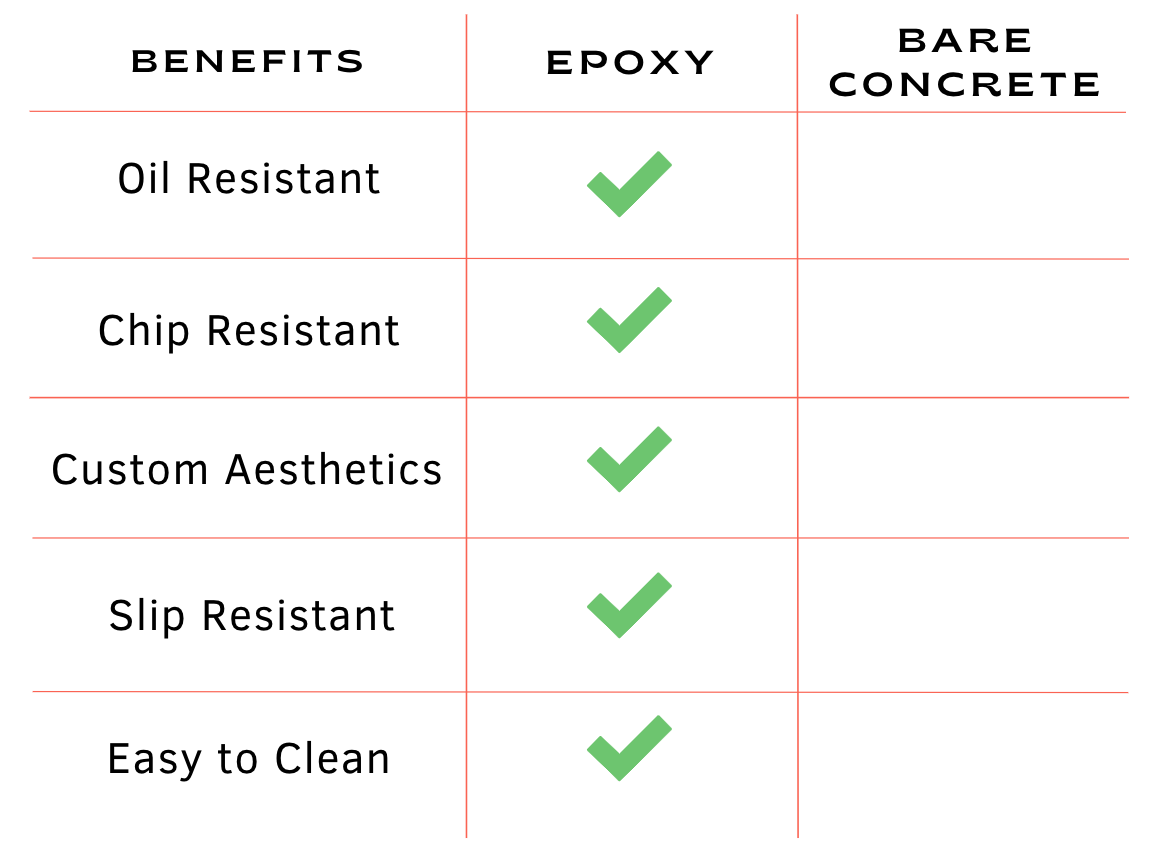 BENEFITS
EPOXY
BARE
CONCRETE
Oil Resistant
Chip Resistant
Custom Aesthetics
Slip Resistant
Easy to Clean